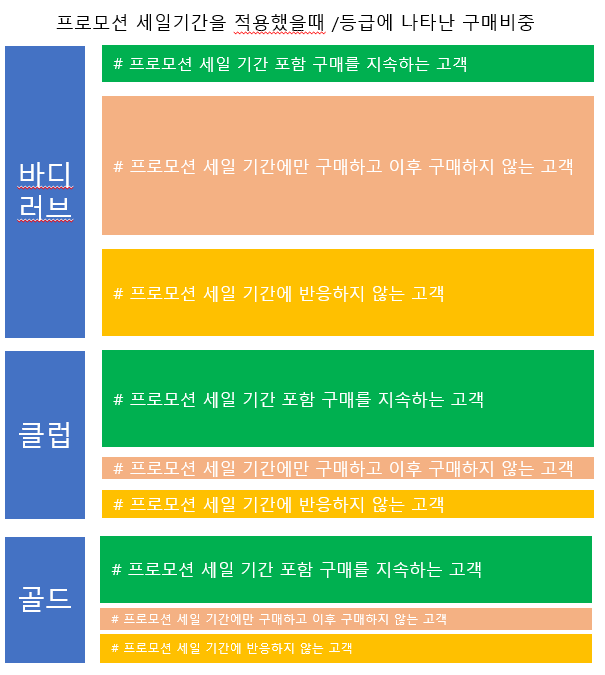 프로모션 세일기간을 적용했을때 /등급에 나타난 구매비중
바디
러브
# 프로모션 세일 기간 포함 구매를 지속하는 고객
# 프로모션 세일 기간에만 구매하고 이후 구매하지 않는 고객
# 프로모션 세일 기간에 반응하지 않는 고객
클럽
# 프로모션 세일 기간 포함 구매를 지속하는 고객
# 프로모션 세일 기간에만 구매하고 이후 구매하지 않는 고객
# 프로모션 세일 기간에 반응하지 않는 고객
골드
# 프로모션 세일 기간 포함 구매를 지속하는 고객
# 프로모션 세일 기간에만 구매하고 이후 구매하지 않는 고객
# 프로모션 세일 기간에 반응하지 않는 고객